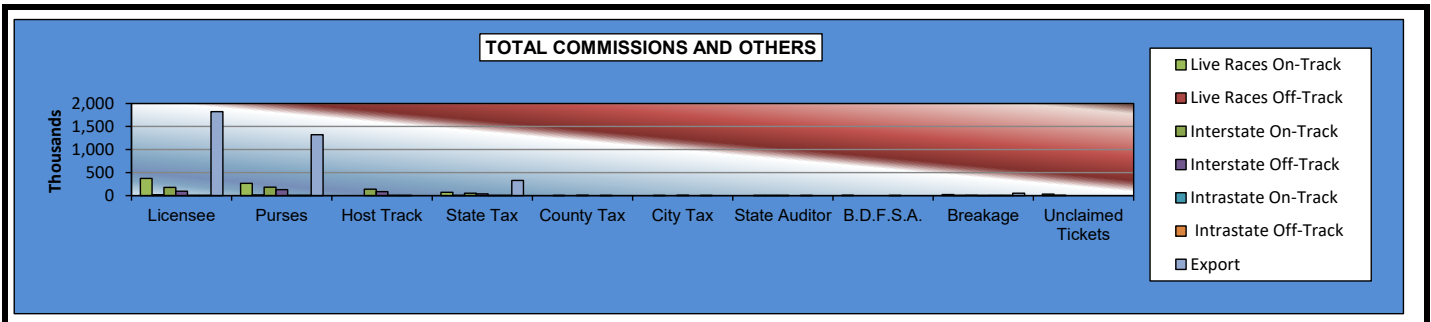 TOTAL COMMISSIONS AND OTHERS
Thousands
2,000
1,500
1,000
500
0
Licensee
Purses
Host Track
State Tax
County Tax
City Tax
State Auditor
B.D.F.S.A.
Breakage
Unclaimed
Tickets
Live Races On-Track
Live Races Off-Track
Interstate On-Track
Interstate Off-Track
Intrastate On-Track
Intrastate Off-Track
Export